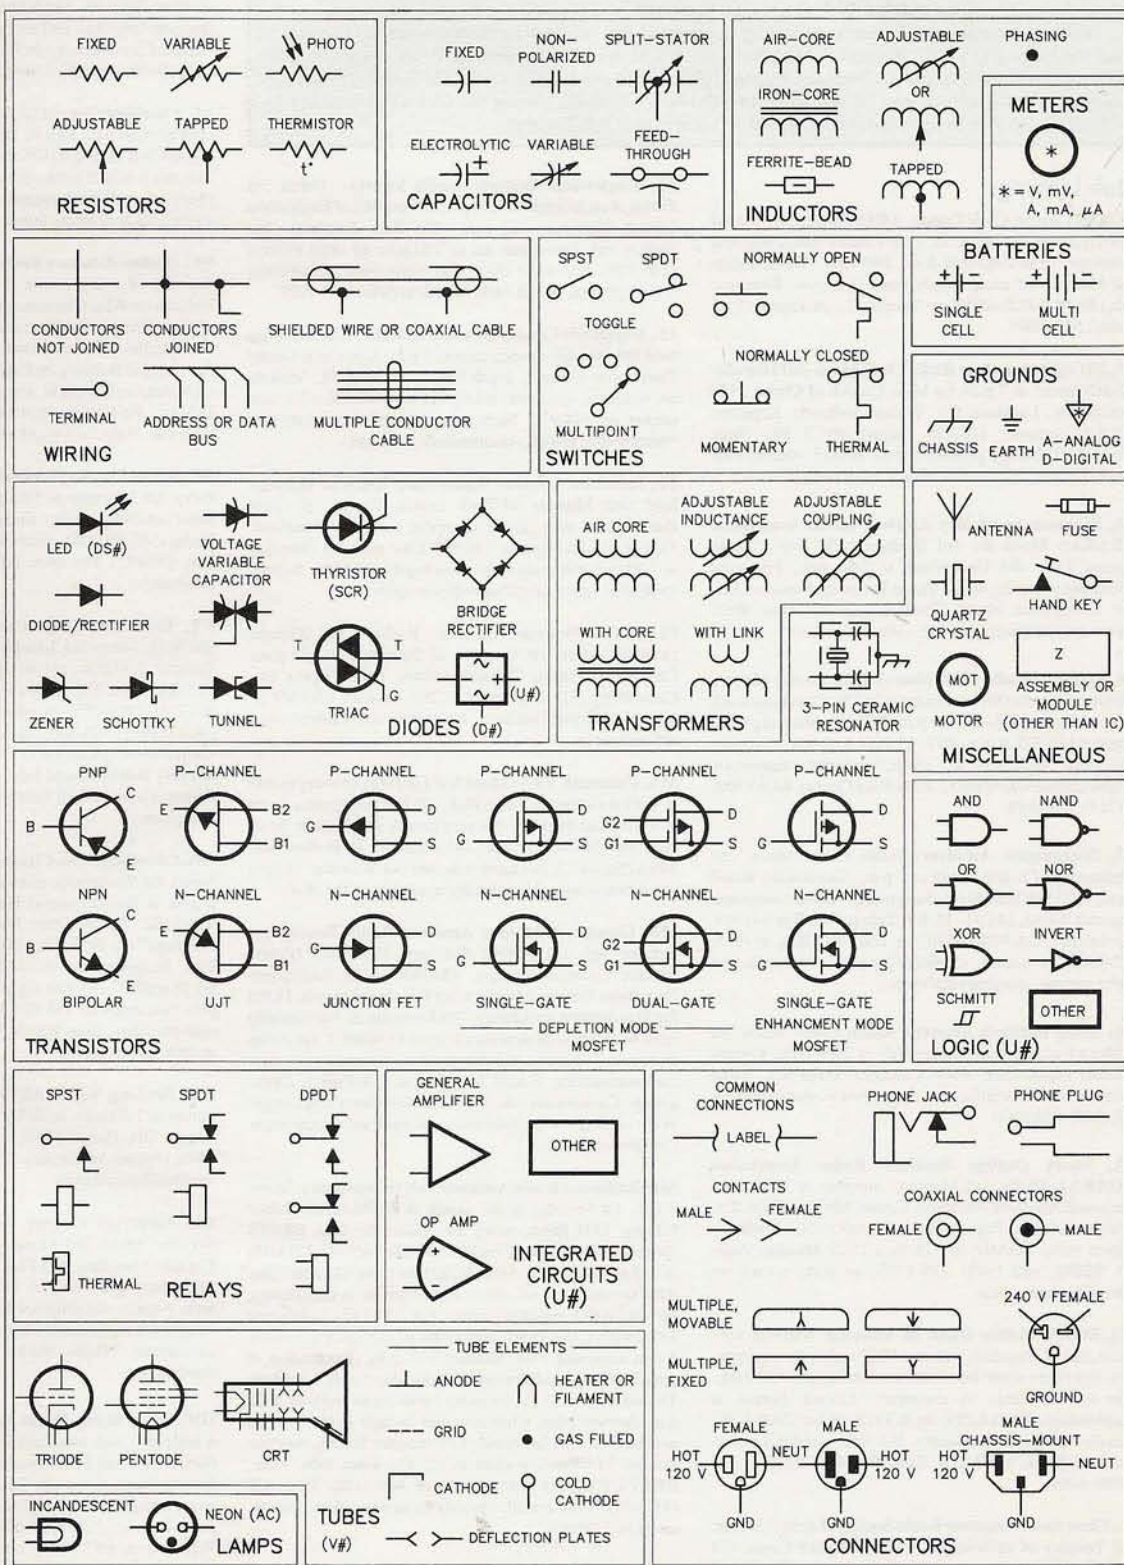 FIXED
VARIABLE
PHOTO
ADJUSTABLE
TAPPED
THERMISTOR
t°
RESISTORS
FIXED
NON-
POLARIZED
SPLIT-STATOR
ELECTROLYTIC
+
VARIABLE
FEED-
THROUGH
CAPACITORS
AIR-CORE
ADJUSTABLE
PHASING
IRON-CORE
OR
FERRITE-BEAD
TAPPED
INDUCTORS
METERS
*
* = V, mV,
A, mA, μA
CONDUCTORS
NOT JOINED
CONDUCTORS
JOINED
SHIELDED WIRE OR COAXIAL CABLE
TERMINAL
ADDRESS OR DATA
BUS
MULTIPLE CONDUCTOR
CABLE
WIRING
SPST
SPDT
NORMALLY OPEN
TOGGLE
NORMALLY CLOSED
MULTIPOINT
MOMENTARY
THERMAL
SWITCHES
BATTERIES
+ -
+ -
SINGLE
CELL
MULTI
CELL
GROUNDS
*
CHASSIS
EARTH
A-ANALOG
D-DIGITAL
LED (DS#)
VOLTAGE
VARIABLE
CAPACITOR
THYRISTOR
(SCR)
BRIDGE
RECTIFIER
DIODE/RECTIFIER
T T
G
TRIAC
~
- +
~
(U#)
(D#)
ZENER
SCHOTTKY
TUNNEL
DIODES
AIR CORE
ADJUSTABLE
INDUCTANCE
ADJUSTABLE
COUPLING
WITH CORE
WITH LINK
TRANSFORMERS
3-PIN CERAMIC
RESONATOR
ANTENNA
FUSE
QUARTZ
CRYSTAL
HAND KEY
MOT
MOTOR
Z
ASSEMBLY OR
MODULE
(OTHER THAN IC)
MISCELLANEOUS
PNP
P-CHANNEL
P-CHANNEL
P-CHANNEL
P-CHANNEL
P-CHANNEL
B C E
E B2 B1
G D S
G D S
G2 G1 D S
G D S
NPN
N-CHANNEL
N-CHANNEL
N-CHANNEL
N-CHANNEL
N-CHANNEL
B C E
E B2 B1
G D S
G D S
G2 G1 D S
G D S
BIPOLAR
UJT
JUNCTION FET
SINGLE-GATE
DUAL-GATE
SINGLE-GATE
DEPLETION MODE
MOSFET
ENHANCMENT MODE
MOSFET
TRANSISTORS
AND
NAND
OR
NOR
XOR
INVERT
SCHMITT
OTHER
LOGIC (U#)
SPST
SPDT
DPDT
THERMAL
RELAYS
GENERAL
AMPLIFIER
OTHER
OP AMP
+
-
INTEGRATED
CIRCUITS
(U#)
COMMON
CONNECTIONS
LABEL
PHONE JACK
PHONE PLUG
CONTACTS
MALE
FEMALE
COAXIAL CONNECTORS
FEMALE
MALE
MULTIPLE,
MOVABLE
240 V FEMALE
MULTIPLE,
FIXED
GROUND
FEMALE
MALE
MALE
CHASSIS-MOUNT
HOT
120 V
NEUT
HOT
120 V
HOT
120 V
NEUT
GND
GND
GND
CONNECTORS
TRIODE
PENTODE
CRT
TUBE ELEMENTS
ANODE
HEATER OR
FILAMENT
GRID
GAS FILLED
CATHODE
COLD
CATHODE
DEFLECTION PLATES
TUBES
(V#)
INCANDESCENT
NEON (AC)
LAMPS